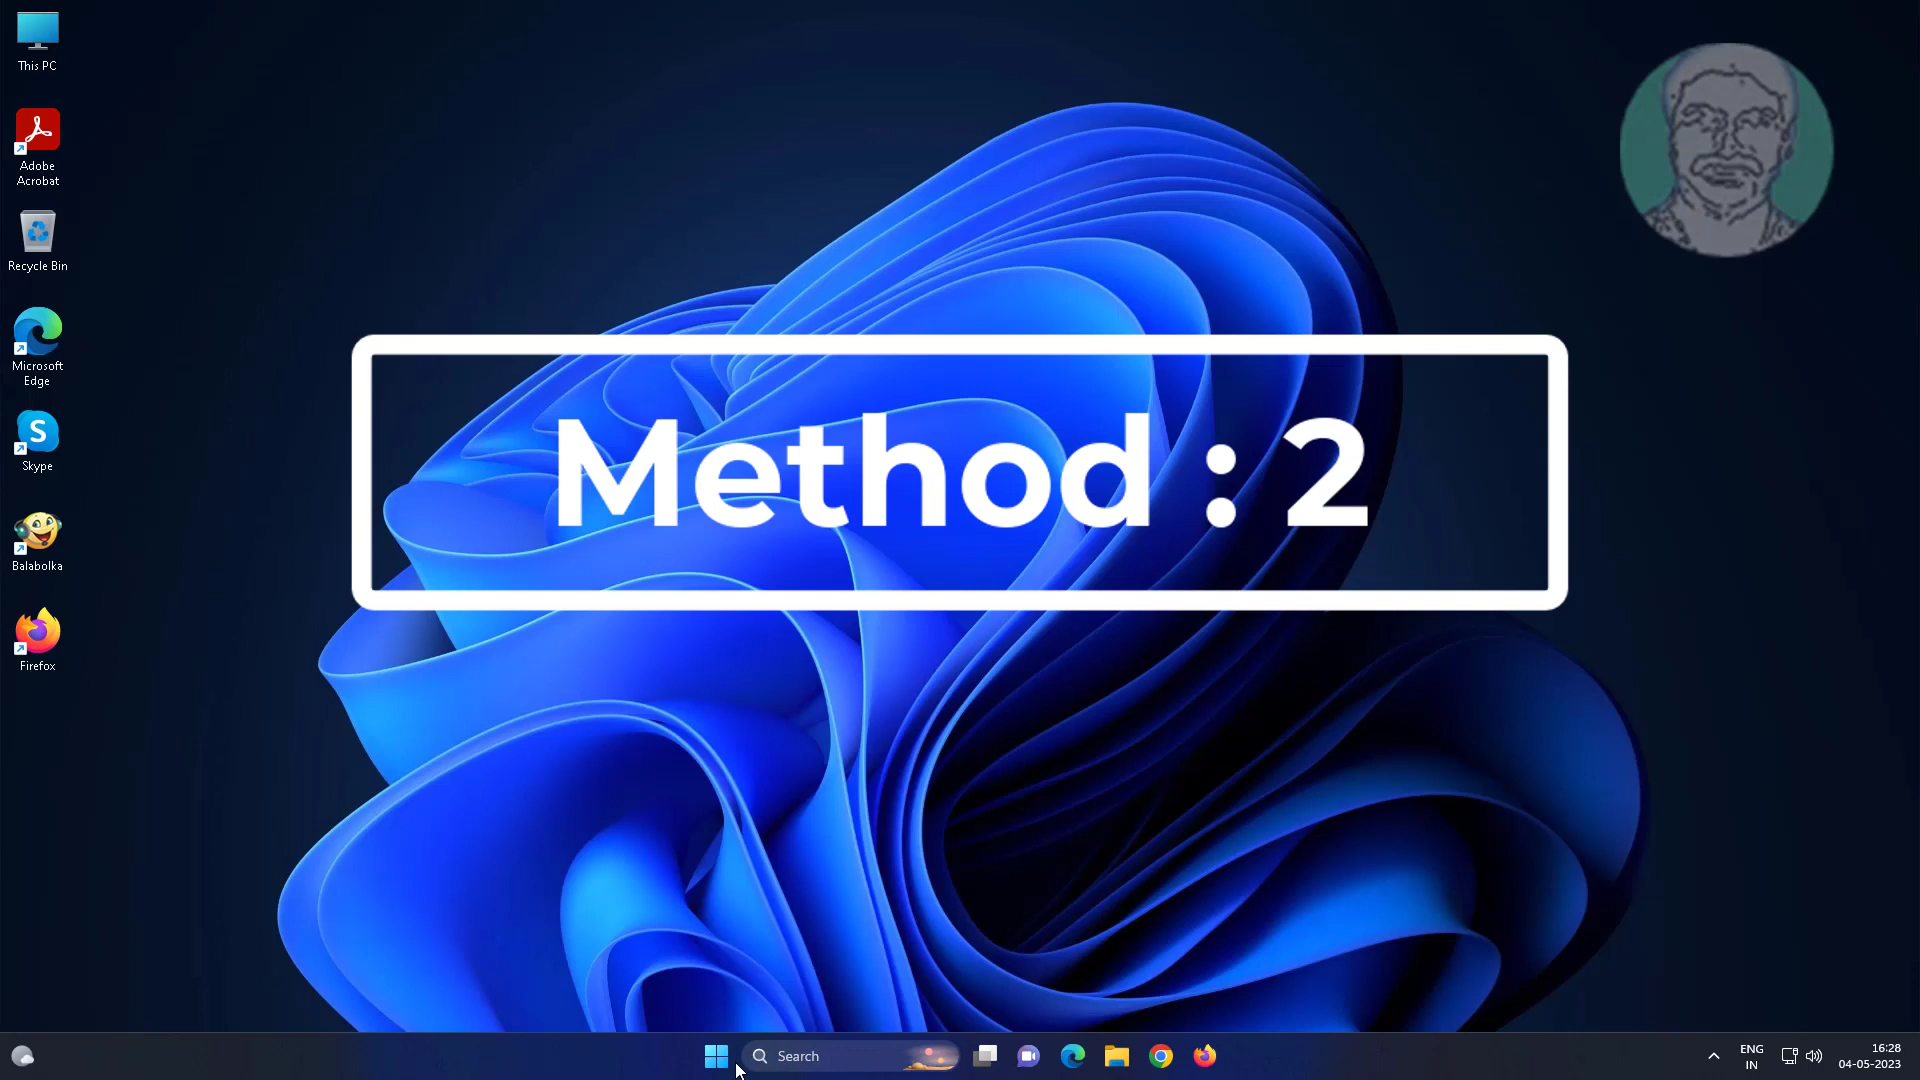 This PC
Adobe
Acrobat
Recycle Bin
Microsoft
Edge
S
Skype
Balabolka
Firefox
Method : 2
Search
ENG
IN
16:28
04-05-2023